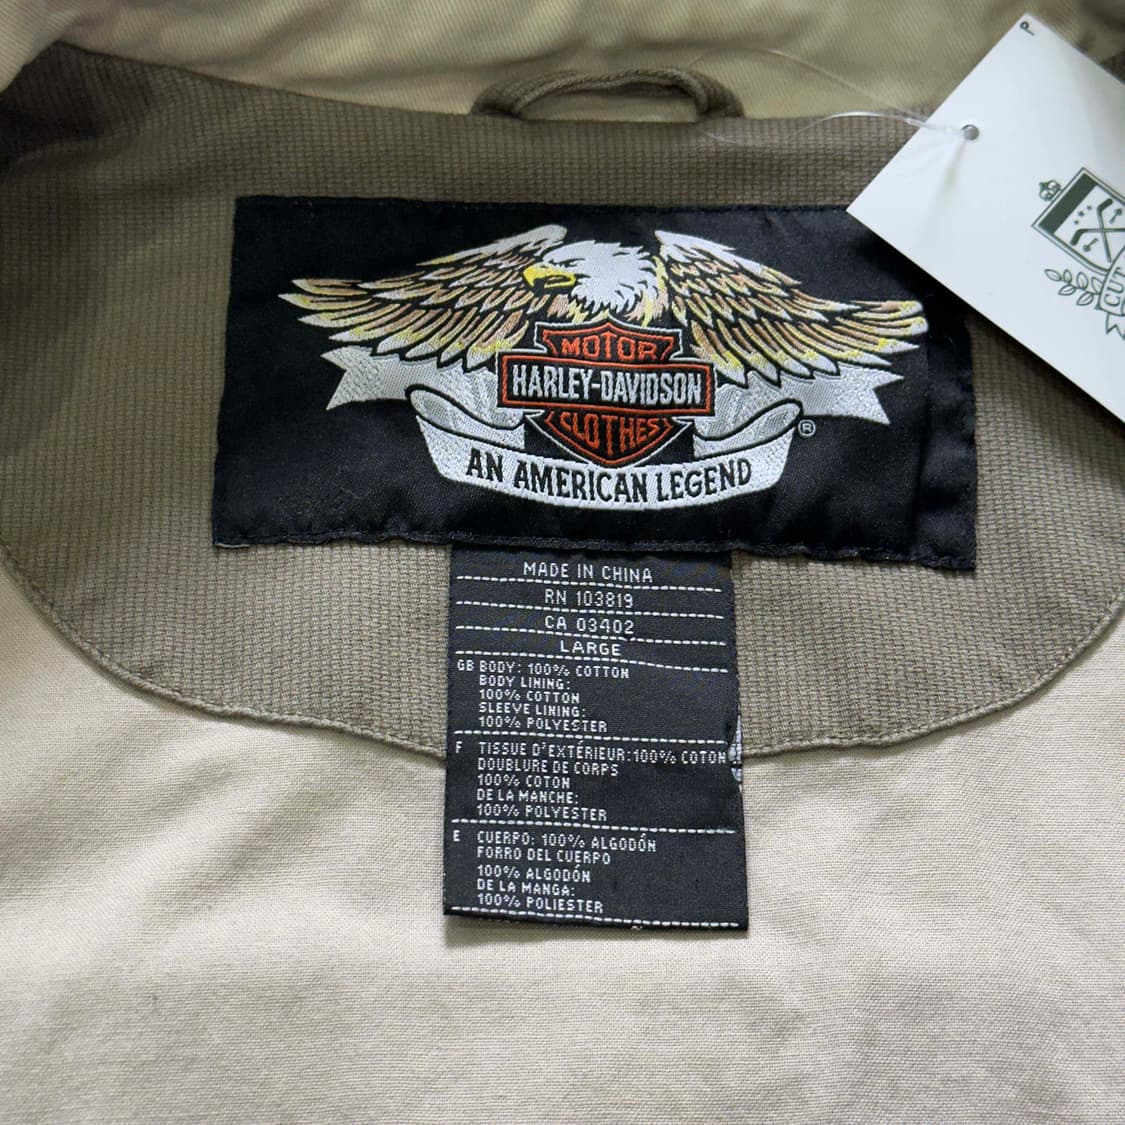 P
CUT
MOTOR
HARLEY-DAVIDSON
CLOTHES
®
AN AMERICAN LEGEND
MADE IN CHINA
RN 103819
CA 03402
LARGE
GB BODY: 100% COTTON
BODY LINING:
100% COTTON
SLEEVE LINING:
100% POLYESTER
F TISSUE D'EXTÉRIEUR:100% COTON
DOUBLURE DE CORPS
100% COTON
DE LA MANCHE:
100% POLYESTER
E CUERPO: 100% ALGODÓN
FORRO DEL CUERPO
100% ALGODÓN
DE LA MANGA:
100% POLIESTER